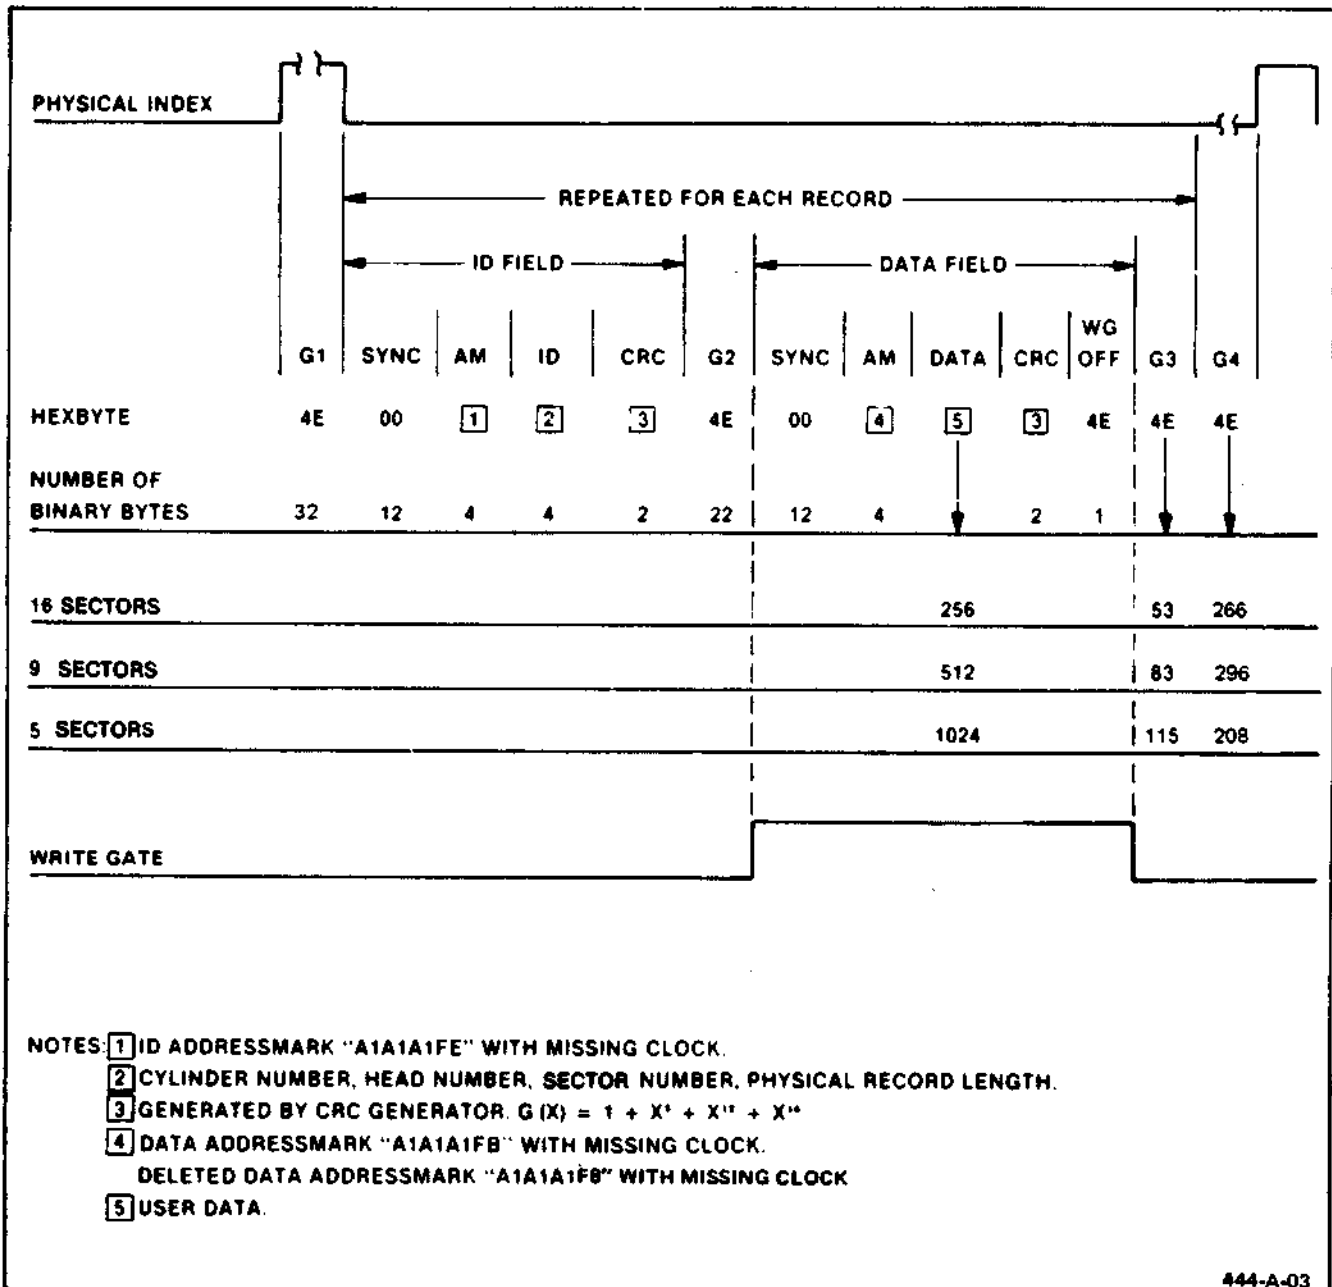 PHYSICAL INDEX
REPEATED FOR EACH RECORD
ID FIELD DATA FIELD
WG
G1 SYNC AM ID CRC G2 SYNC AM DATA CRC OFF G3 G4
HEXBYTE 4E 00 1 2 3 4E 00 4 5 3 4E 4E 4E
NUMBER OF
BINARY BYTES 32 12 4 4 2 22 12 4 2 1
16 SECTORS 256 53 266
9 SECTORS 512 83 296
5 SECTORS 1024 115 208
WRITE GATE
NOTES: 1 ID ADDRESSMARK "A1A1A1FE" WITH MISSING CLOCK.
2 CYLINDER NUMBER, HEAD NUMBER, SECTOR NUMBER, PHYSICAL RECORD LENGTH.
3 GENERATED BY CRC GENERATOR. G (X) = 1 + + +
4 DATA ADDRESSMARK "A1A1A1FB" WITH MISSING CLOCK.
DELETED DATA ADDRESSMARK WITH MISSING CLOCK
5 USER DATA.
444-A-03